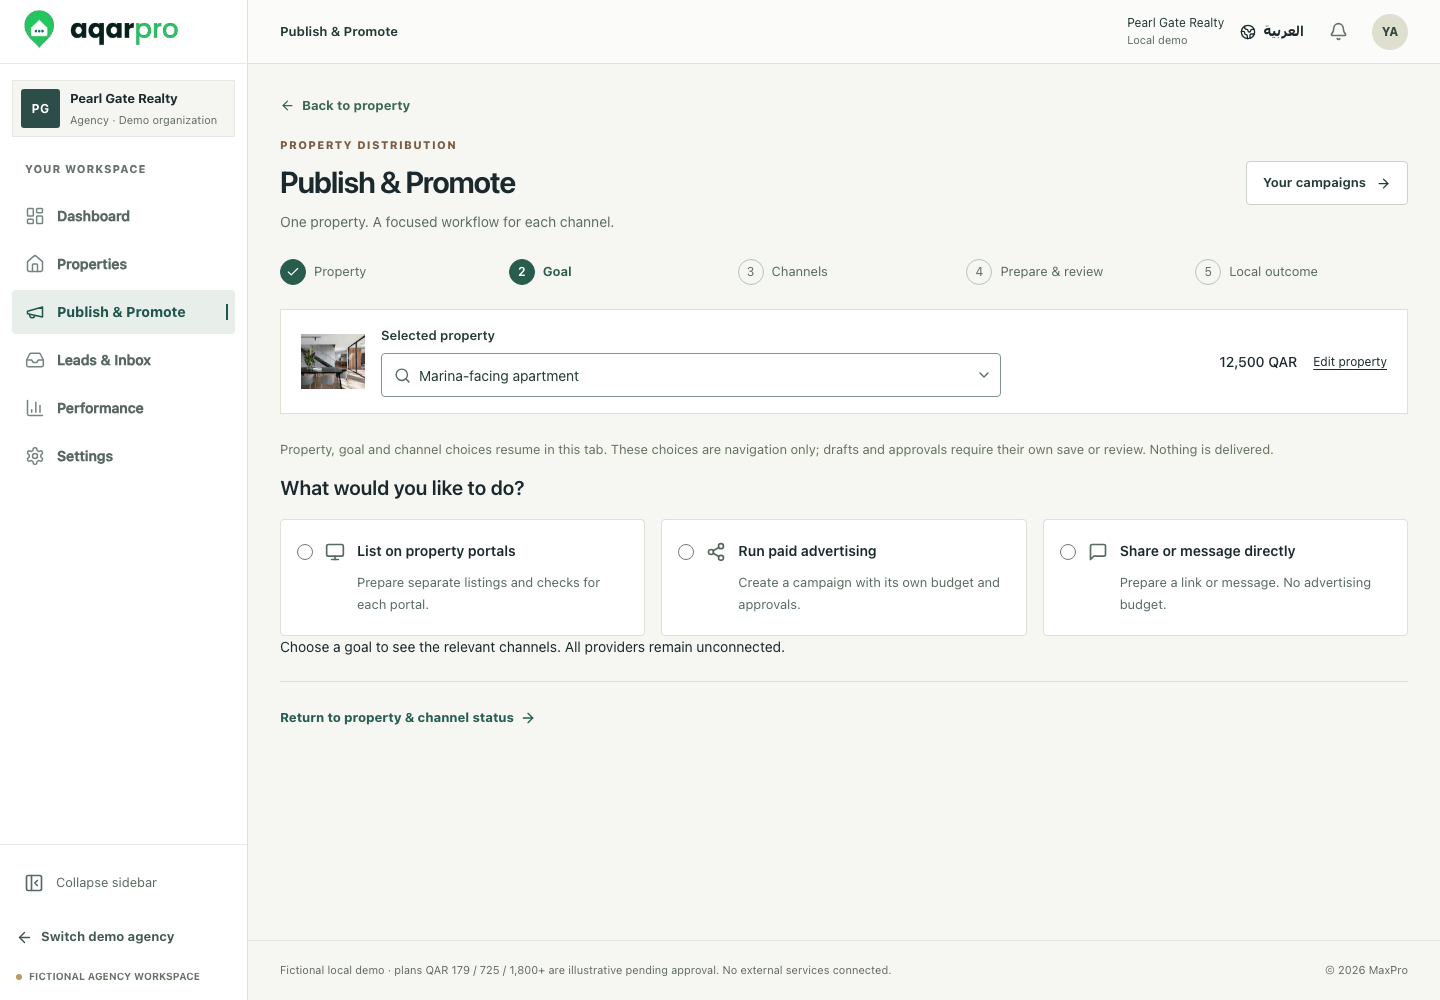 aqarpro
Publish & Promote
Pearl Gate Realty
Local demo
العربية
YA
PG
Pearl Gate Realty
Agency · Demo organization
YOUR WORKSPACE
Dashboard
Properties
Publish & Promote
Leads & Inbox
Performance
Settings
Collapse sidebar
Switch demo agency
FICTIONAL AGENCY WORKSPACE
Back to property
PROPERTY DISTRIBUTION
Publish & Promote
Your campaigns
One property. A focused workflow for each channel.
Property
2 Goal
3 Channels
4 Prepare & review
5 Local outcome
Selected property
Marina-facing apartment
12,500 QAR
Edit property
Property, goal and channel choices resume in this tab. These choices are navigation only; drafts and approvals require their own save or review. Nothing is delivered.
What would you like to do?
List on property portals
Prepare separate listings and checks for
each portal.
Run paid advertising
Create a campaign with its own budget and
approvals.
Share or message directly
Prepare a link or message. No advertising
budget.
Choose a goal to see the relevant channels. All providers remain unconnected.
Return to property & channel status
Fictional local demo · plans QAR 179 / 725 / 1,800+ are illustrative pending approval. No external services connected.
© 2026 MaxPro